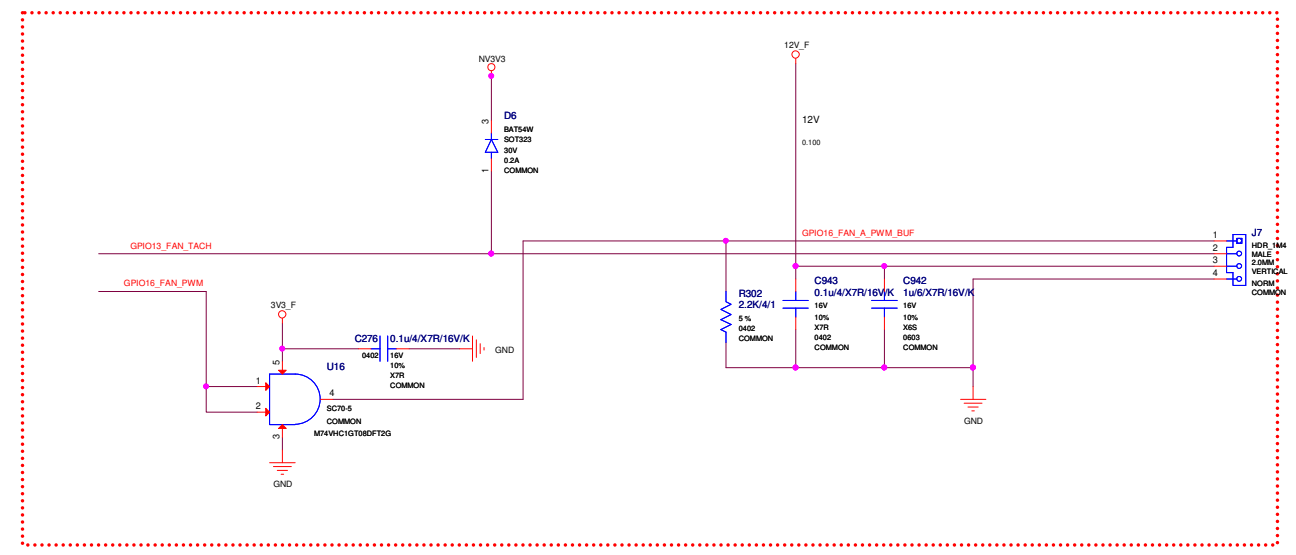 12V_F
NV3V3
3
D6
BAT54W
SOT323
30V
0.2A
COMMON
1
12V
0.100
GPIO13_FAN_TACH
GPIO16_FAN_A_PWM_BUF
1
2
3
4
J7
HDR_1M4
MALE
2.0MM
VERTICAL
NORM
COMMON
GPIO16_FAN_PWM
3V3_F
R302
2.2K/4/1
5 %
0402
COMMON
C943
0.1u/4/X7R/16V/K
16V
10%
X7R
0402
COMMON
C942
1u/6/X7R/16V/K
16V
10%
X6S
0603
COMMON
C276
0.1u/4/X7R/16V/K
0402
16V
10%
X7R
COMMON
GND
5
U16
1
2
4
3
SC70-5
COMMON
M74VHC1GT08DFT2G
GND
GND